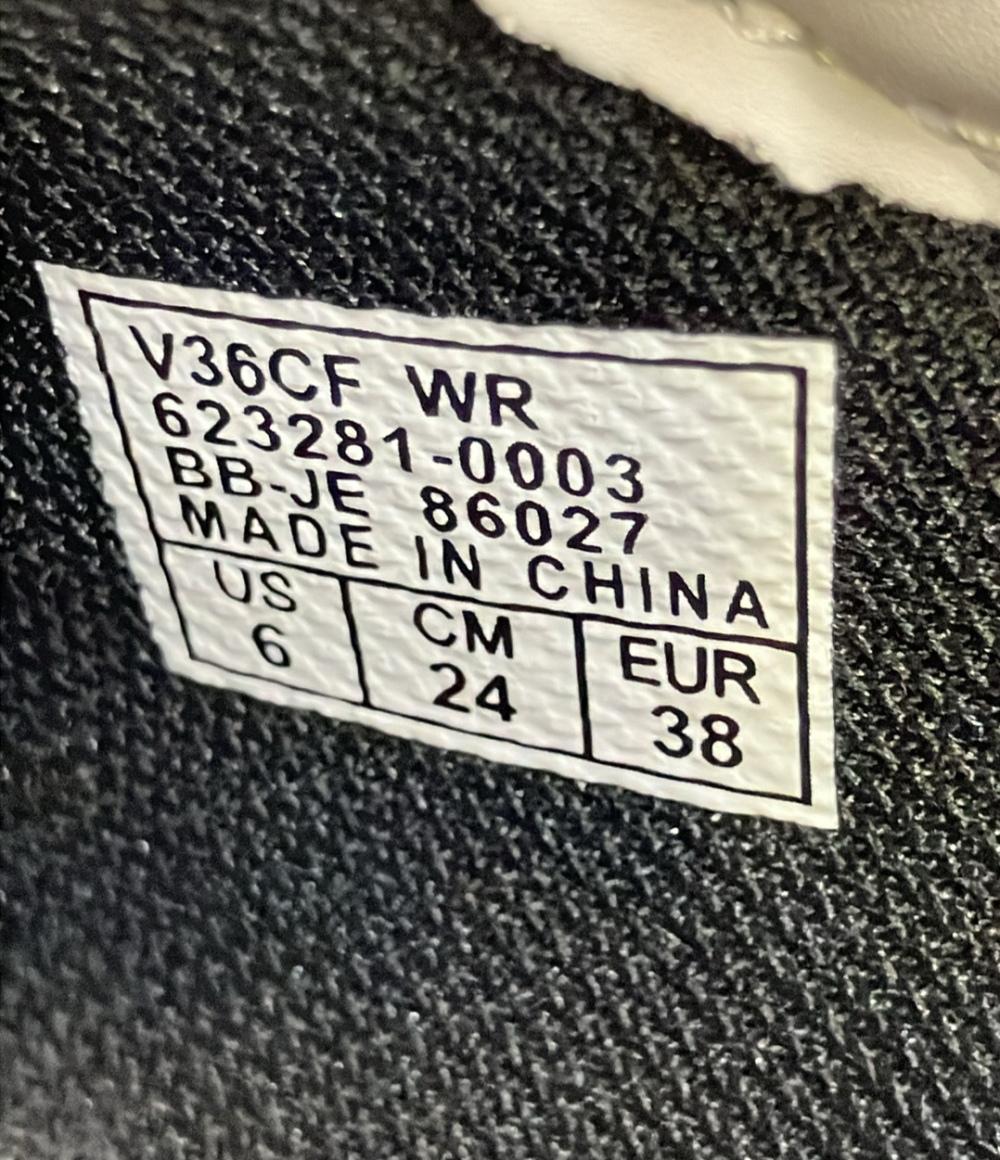 V36CF WR
623281-0003
BB-JE 86027
MADE IN CHINA
US CM EUR
6 24 38